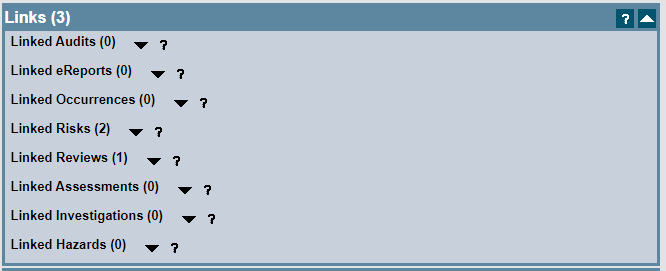 Links (3) ?
Linked Audits (0) ?
Linked eReports (0) ?
Linked Occurrences (0) ?
Linked Risks (2) ?
Linked Reviews (1) ?
Linked Assessments (0) ?
Linked Investigations (0) ?
Linked Hazards (0) ?